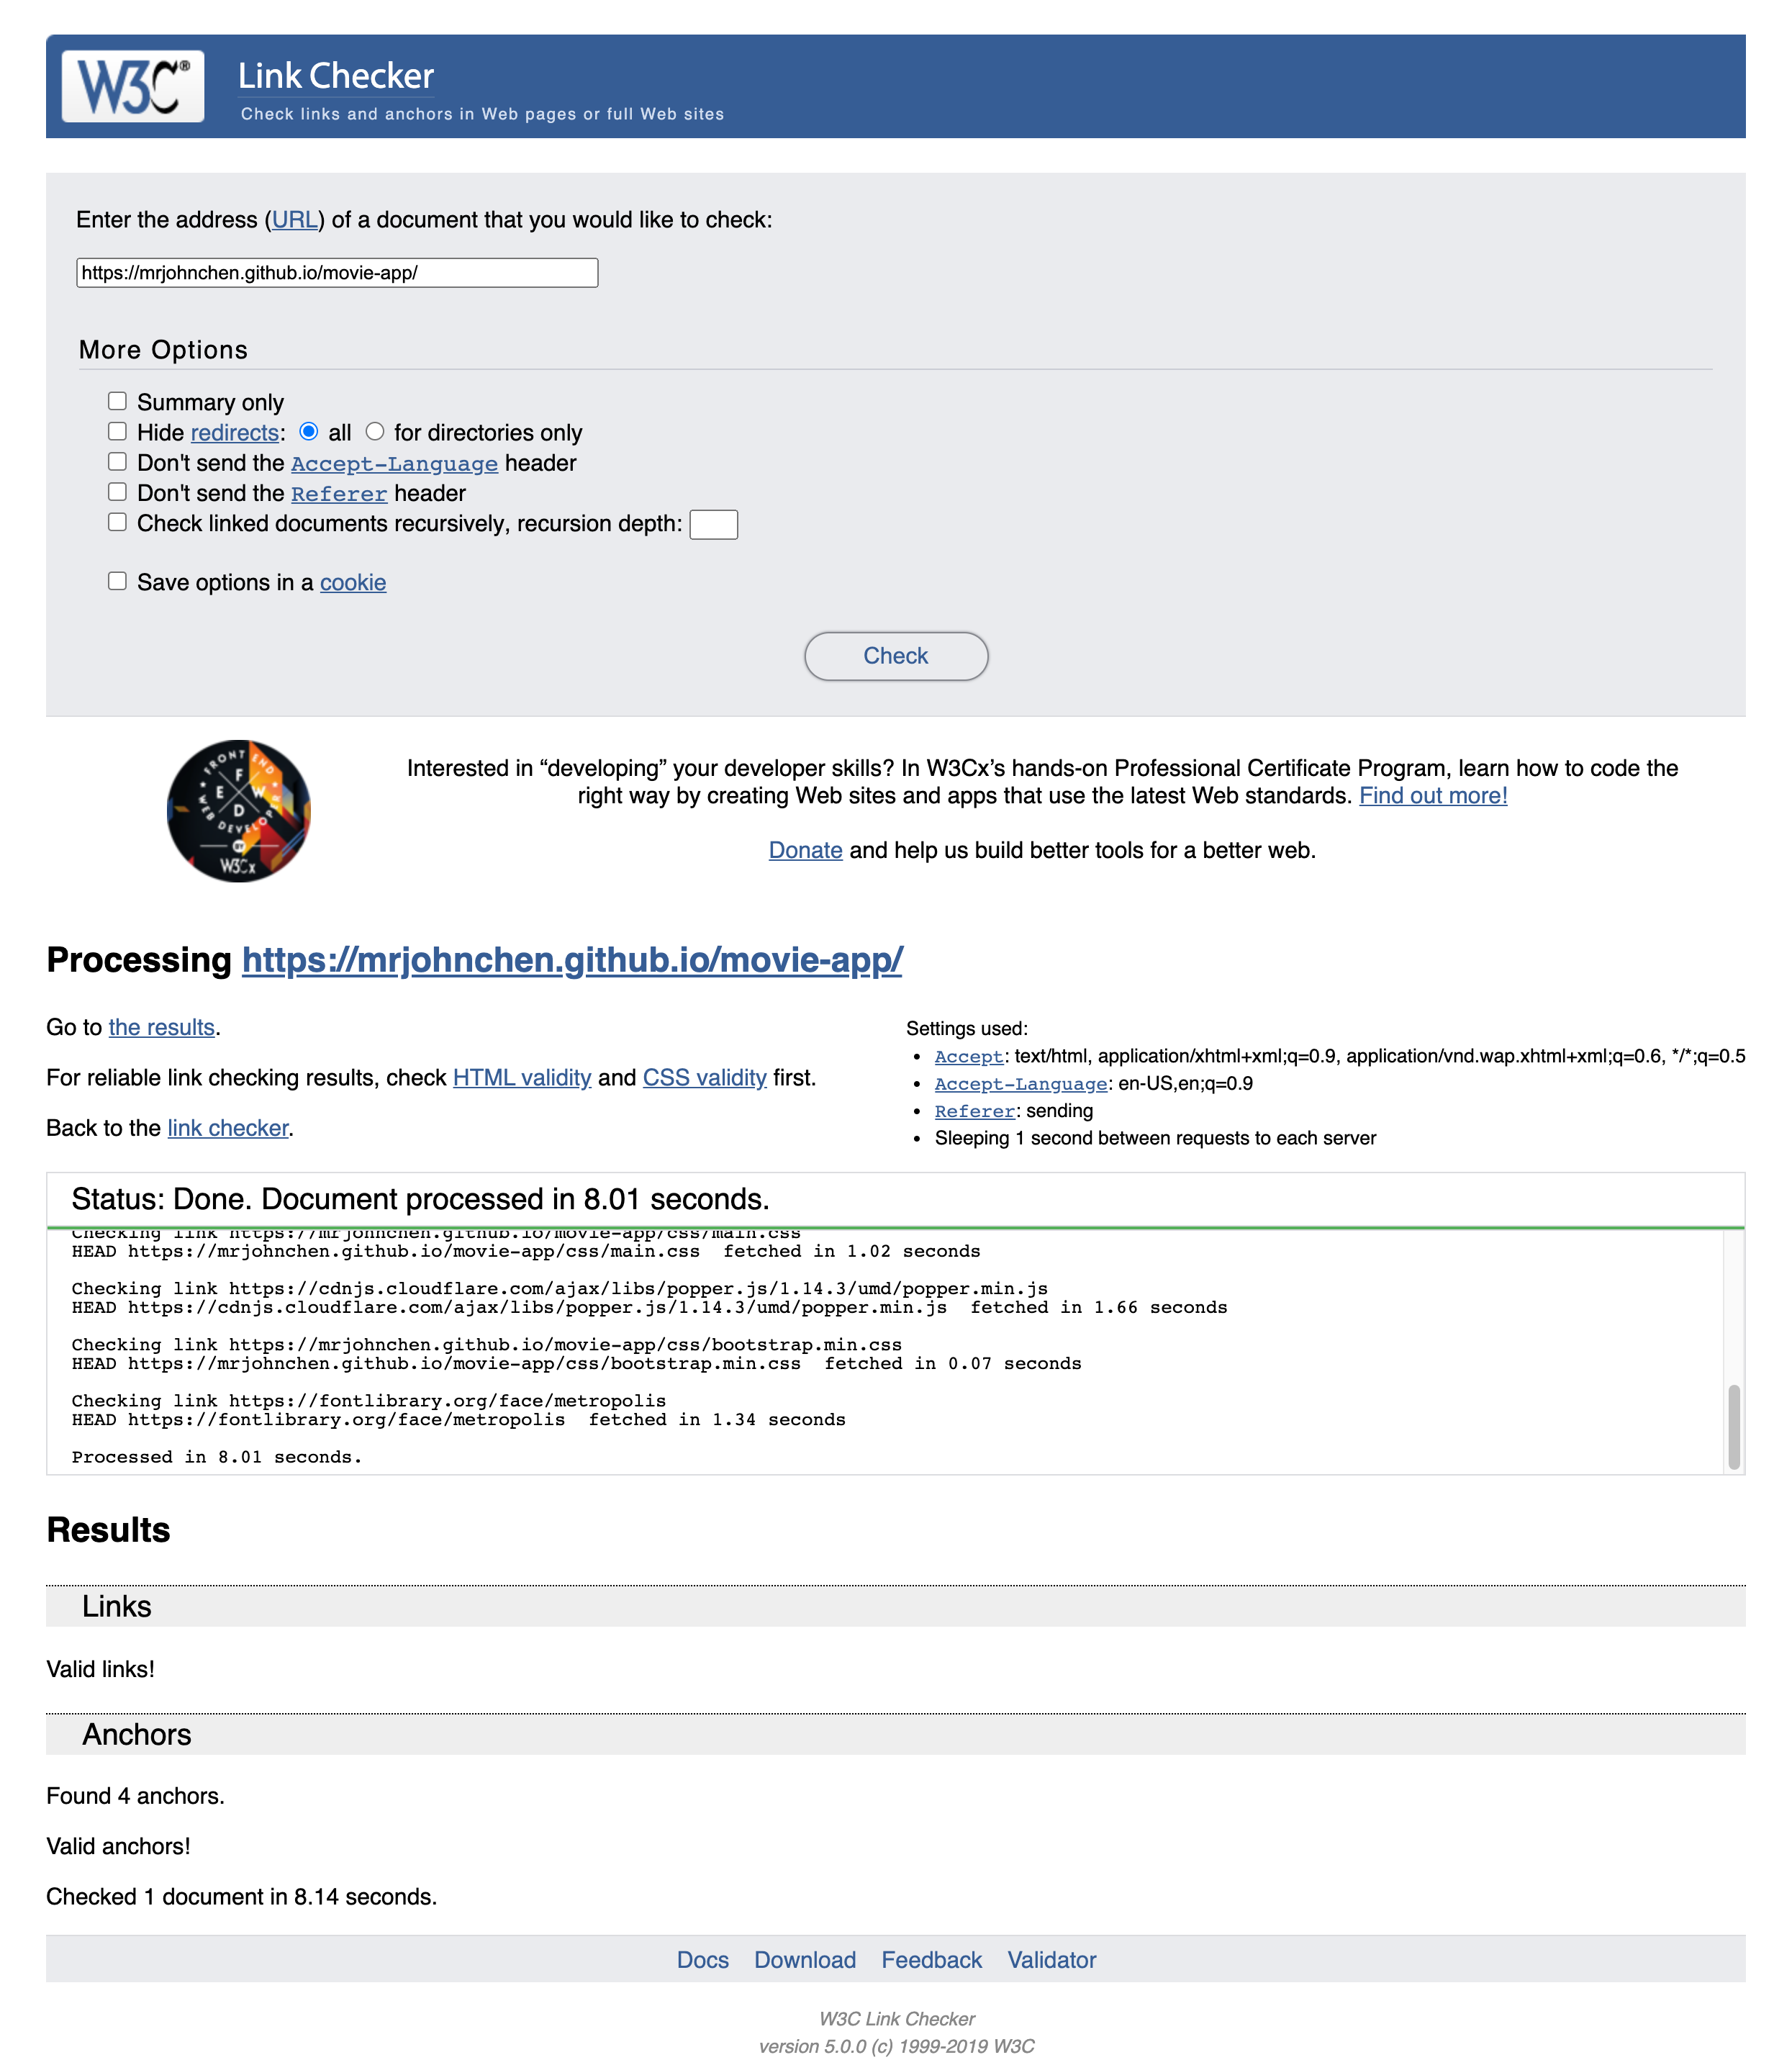 W3C®
Link Checker
Check links and anchors in Web pages or full Web sites
Enter the address (URL) of a document that you would like to check:
https://mrjohnchen.github.io/movie-app/
More Options
Summary only
Hide redirects: all for directories only
Don't send the Accept-Language header
Don't send the Referer header
Check linked documents recursively, recursion depth:
Save options in a cookie
Check
FRONT END
WEB DEVELOPER
F
E W
D
BY
W3Cx
Interested in “developing” your developer skills? In W3Cx’s hands-on Professional Certificate Program, learn how to code the
right way by creating Web sites and apps that use the latest Web standards. Find out more!
Donate and help us build better tools for a better web.
Processing https://mrjohnchen.github.io/movie-app/
Go to the results.
For reliable link checking results, check HTML validity and CSS validity first.
Back to the link checker.
Settings used:
• Accept: text/html, application/xhtml+xml;q=0.9, application/vnd.wap.xhtml+xml;q=0.6, */*;q=0.5
• Accept-Language: en-US,en;q=0.9
• Referer: sending
• Sleeping 1 second between requests to each server
Status: Done. Document processed in 8.01 seconds.
Checking link https://mrjohnchen.github.io/movie-app/css/main.css
HEAD https://mrjohnchen.github.io/movie-app/css/main.css  fetched in 1.02 seconds
Checking link https://cdnjs.cloudflare.com/ajax/libs/popper.js/1.14.3/umd/popper.min.js
HEAD https://cdnjs.cloudflare.com/ajax/libs/popper.js/1.14.3/umd/popper.min.js  fetched in 1.66 seconds
Checking link https://mrjohnchen.github.io/movie-app/css/bootstrap.min.css
HEAD https://mrjohnchen.github.io/movie-app/css/bootstrap.min.css  fetched in 0.07 seconds
Checking link https://fontlibrary.org/face/metropolis
HEAD https://fontlibrary.org/face/metropolis  fetched in 1.34 seconds
Processed in 8.01 seconds.
Results
Links
Valid links!
Anchors
Found 4 anchors.
Valid anchors!
Checked 1 document in 8.14 seconds.
Docs Download Feedback Validator
W3C Link Checker
version 5.0.0 (c) 1999-2019 W3C